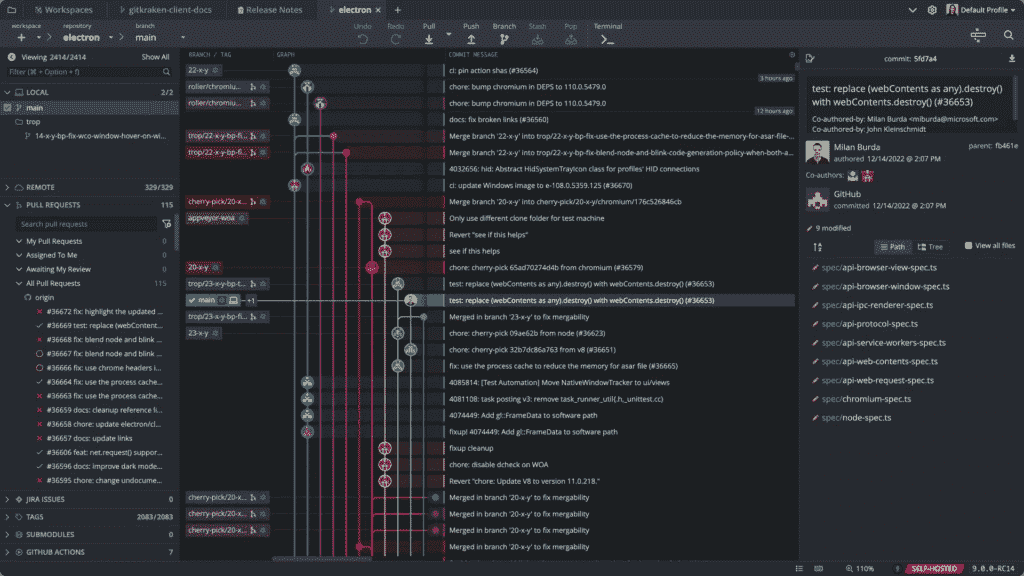 Workspaces
gitkraken-client-docs
Release Notes
electron
Default Profile
workspace
repository
electron
branch
main
Undo
Redo
Pull
Push
Branch
Stash
Pop
Terminal
Viewing 2414/2414
Show All
Filter (⌘ + Option + f)
LOCAL 2/2
main
trop
14-x-y-bp-fix-wco-window-hover-on-wi...
REMOTE 329/329
PULL REQUESTS 115
Search pull requests
My Pull Requests 0
Assigned To Me 0
Awaiting My Review 0
All Pull Requests 115
origin
#36672 fix: highlight the updated ...
#36669 test: replace (webContent...
#36668 fix: blend node and blink ...
#36667 fix: blend node and blink ...
#36666 fix: use chrome headers i...
#36664 fix: use the process cache...
#36663 fix: use the process cache...
#36659 docs: cleanup reference li...
#36658 chore: update electron/cl...
#36657 docs: update links
#36606 feat: net.request() suppor...
#36596 docs: improve dark mode...
#36595 chore: change undocume...
JIRA ISSUES 0
TAGS 2083/2083
SUBMODULES 0
GITHUB ACTIONS 7
BRANCH / TAG
GRAPH
COMMIT MESSAGE
22-x-y
ci: pin action shas (#36564)
3 hours ago
roller/chromiu...
chore: bump chromium in DEPS to 110.0.5479.0
roller/chromiu...
chore: bump chromium in DEPS to 110.0.5479.0
12 hours ago
docs: fix broken links (#36560)
trop/22-x-y-bp-fi...
Merge branch '22-x-y' into trop/22-x-y-bp-fix-use-the-process-cache-to-reduce-the-memory-for-asar-file-...
trop/22-x-y-bp-fi...
Merge branch '22-x-y' into trop/22-x-y-bp-fix-blend-node-and-blink-code-generation-policy-when-both-a...
4032656: hid: Abstract HidSystemTrayIcon class for profiles' HID connections
ci: update Windows image to e-108.0.5359.125 (#36670)
cherry-pick/20-x...
Merge branch '20-x-y' into cherry-pick/20-x-y/chromium/176c526846cb
appveyor-woa
Only use different clone folder for test machine
Revert "see if this helps"
see if this helps
20-x-y
chore: cherry-pick 65ad70274d4b from chromium (#36579)
trop/23-x-y-bp-t...
test: replace (webContents as any).destroy() with webContents.destroy() (#36653)
main +1
test: replace (webContents as any).destroy() with webContents.destroy() (#36653)
trop/23-x-y-bp-fi...
Merged in branch '23-x-y' to fix mergability
23-x-y
chore: cherry-pick 09ae62b from node (#36623)
chore: cherry-pick 32b7dc86a763 from v8 (#36651)
fix: use the process cache to reduce the memory for asar file (#36665)
4085814: [Test Automation] Move NativeWindowTracker to ui/views
4081108: task posting v3: remove task_runner_util{.h,_unittest.cc}
4074449: Add gl::FrameData to software path
fixup! 4074449: Add gl::FrameData to software path
fixup cleanup
chore: disable dcheck on WOA
Revert "chore: Update V8 to version 11.0.218."
cherry-pick/20-x...
Merged in branch '20-x-y' to fix mergability
cherry-pick/20-x...
Merged in branch '20-x-y' to fix mergability
cherry-pick/20-x...
Merged in branch '20-x-y' to fix mergability
Merged in branch '20-x-y' to fix mergability
commit: 5fd7a4
test: replace (webContents as any).destroy()
with webContents.destroy() (#36653)
Co-authored-by: Milan Burda <miburda@microsoft.com>
Co-authored-by: John Kleinschmidt
Milan Burda
authored 12/14/2022 @ 2:07 PM
parent: fb461e
Co-authors:
GitHub
committed 12/14/2022 @ 2:07 PM
9 modified
Path
Tree
View all files
spec/api-browser-view-spec.ts
spec/api-browser-window-spec.ts
spec/api-ipc-renderer-spec.ts
spec/api-protocol-spec.ts
spec/api-service-workers-spec.ts
spec/api-web-contents-spec.ts
spec/api-web-request-spec.ts
spec/chromium-spec.ts
spec/node-spec.ts
110%
SELF-HOSTED
9.0.0-RC14